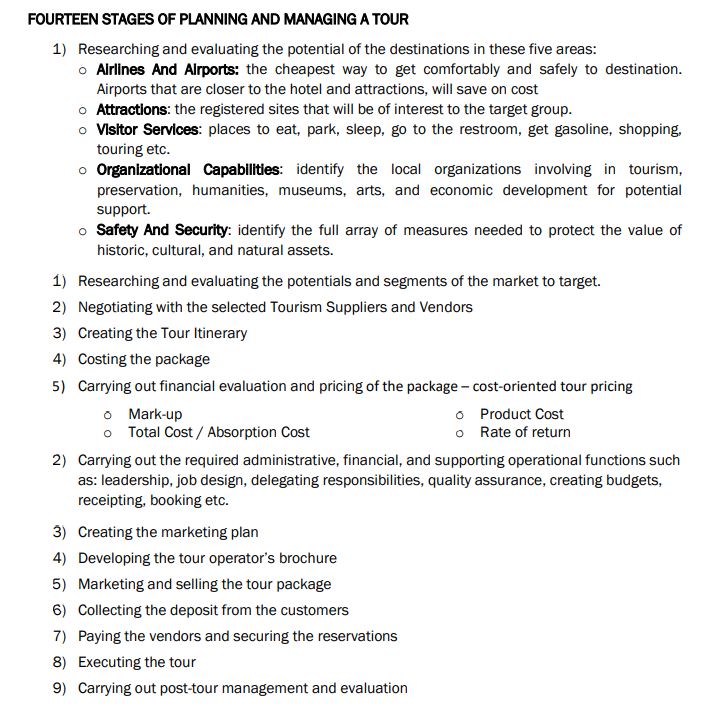 FOURTEEN STAGES OF PLANNING AND MANAGING A TOUR
1) Researching and evaluating the potential of the destinations in these five areas:
o Airlines And Airports: the cheapest way to get comfortably and safely to destination.
Airports that are closer to the hotel and attractions, will save on cost
o Attractions: the registered sites that will be of interest to the target group.
o Visitor Services: places to eat, park, sleep, go to the restroom, get gasoline, shopping,
touring etc.
o Organizational Capabilities: identify the local organizations involving in tourism,
preservation, humanities, museums, arts, and economic development for potential
support.
o Safety And Security: identify the full array of measures needed to protect the value of
historic, cultural, and natural assets.
1) Researching and evaluating the potentials and segments of the market to target.
2) Negotiating with the selected Tourism Suppliers and Vendors
3) Creating the Tour Itinerary
4) Costing the package
5) Carrying out financial evaluation and pricing of the package – cost-oriented tour pricing
o Mark-up o Product Cost
o Total Cost / Absorption Cost o Rate of return
2) Carrying out the required administrative, financial, and supporting operational functions such
as: leadership, job design, delegating responsibilities, quality assurance, creating budgets,
receipting, booking etc.
3) Creating the marketing plan
4) Developing the tour operator's brochure
5) Marketing and selling the tour package
6) Collecting the deposit from the customers
7) Paying the vendors and securing the reservations
8) Executing the tour
9) Carrying out post-tour management and evaluation